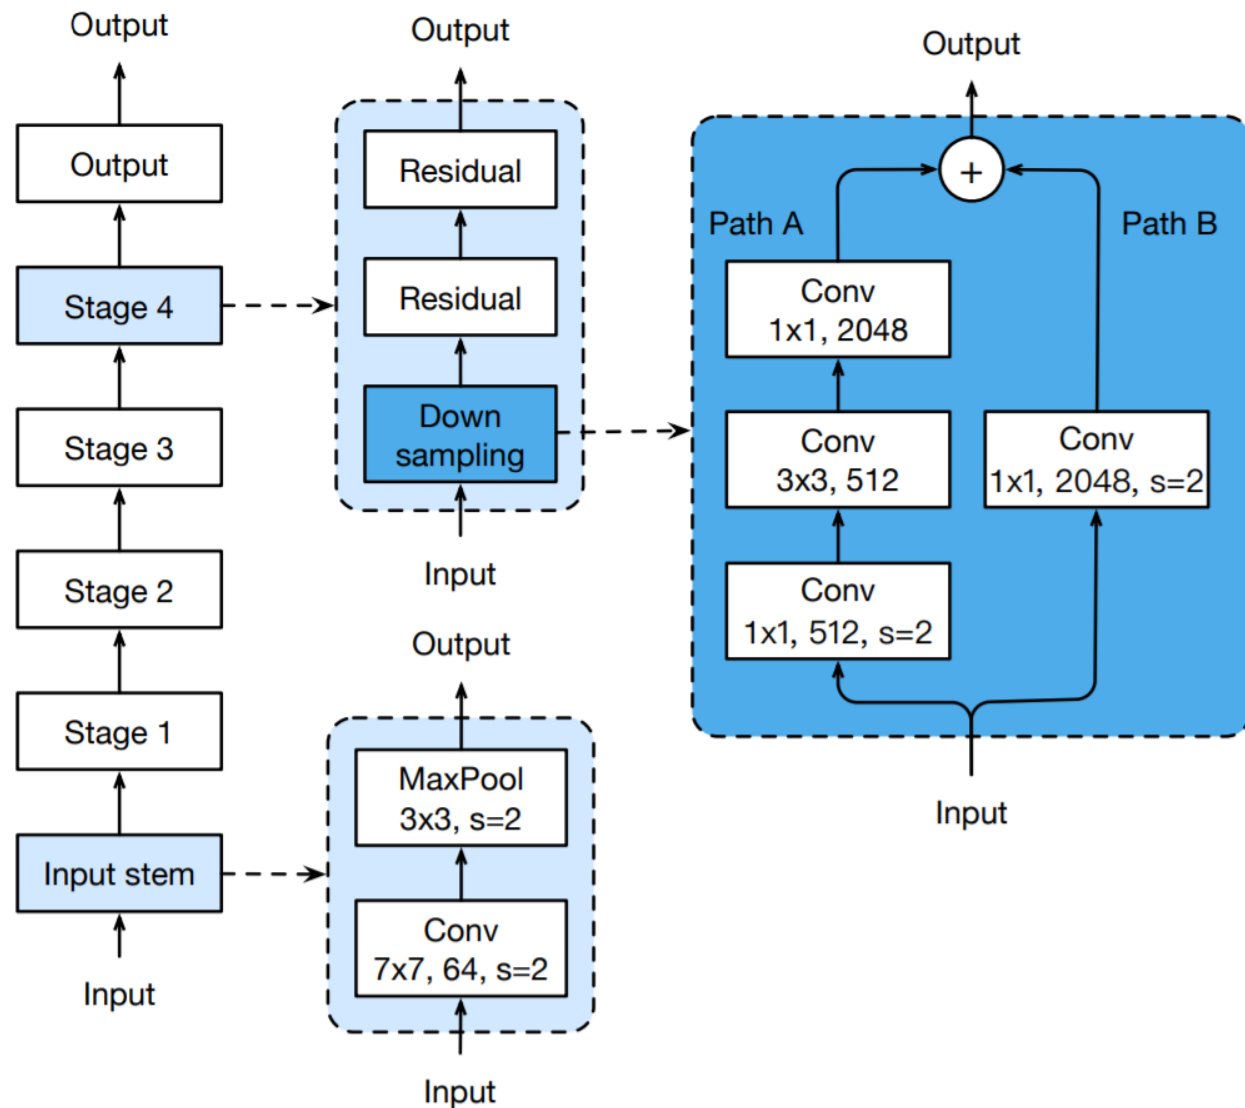 Output
Output
Stage 4
Stage 3
Stage 2
Stage 1
Input stem
Input
Output
Residual
Residual
Down
sampling
Input
Output
MaxPool
3x3, s=2
Conv
7x7, 64, s=2
Input
Output
+
Path A
Path B
Conv
1x1, 2048
Conv
3x3, 512
Conv
1x1, 2048, s=2
Conv
1x1, 512, s=2
Input